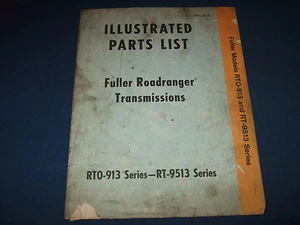 ILLUSTRATED
PARTS LIST
Fuller Roadranger
Transmissions
RTO-913 Series—RT-9513 Series
Fuller Models RTO-913 and RT-9513 Series